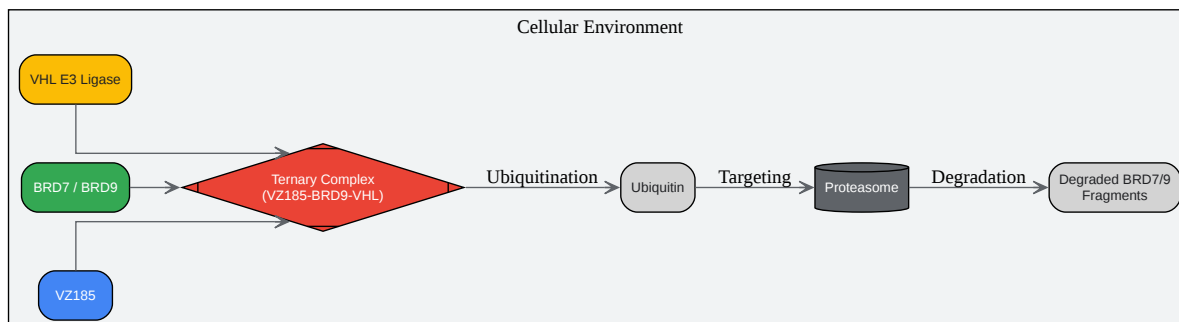 Cellular Environment
VHL E3 Ligase
BRD7 / BRD9
VZ185
Ternary Complex
(VZ185-BRD9-VHL)
Ubiquitination
Ubiquitin
Targeting
Proteasome
Degradation
Degraded BRD7/9
Fragments